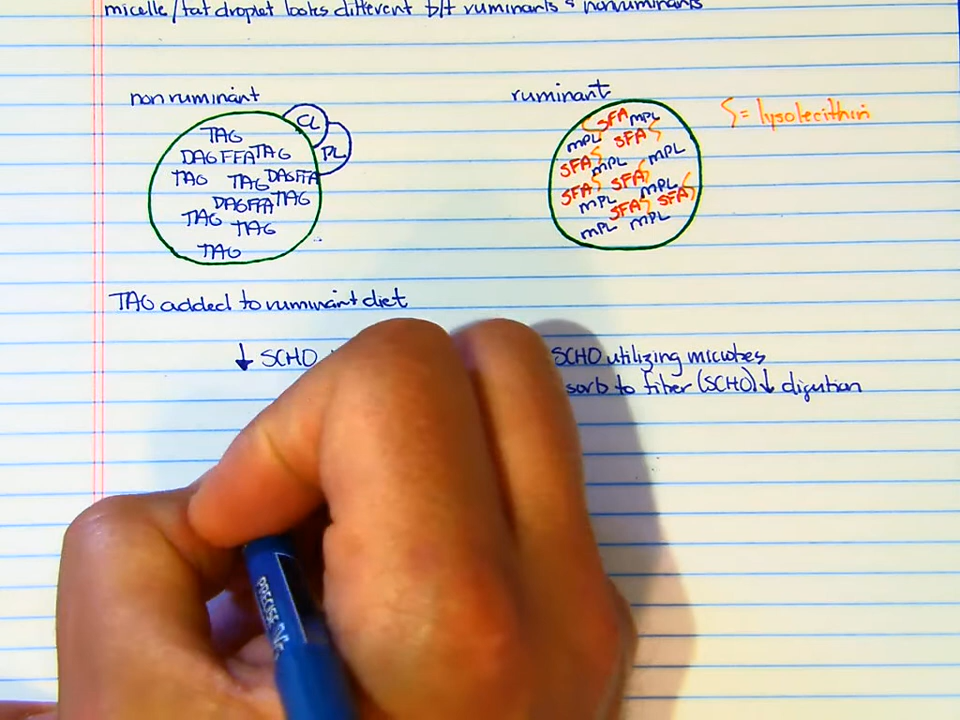 micelle/fat droplet looks different b/t ruminants & nonruminants
nonruminant
ruminant
CL
PL
TAG
DAG FFA TAG
TAG TAG DAG FFA
DAG FFA TAG
TAG TAG
TAG
SFA MPL
MPL SFA
SFA MPL MPL
SFA SFA MPL
MPL SFA SFA
MPL MPL
= lysolecithin
TAG added to ruminant diet
↓ SCHO
SCHO utilizing microbes
sorb to fiber (SCHO) ↓ digestion
PRECISE V5